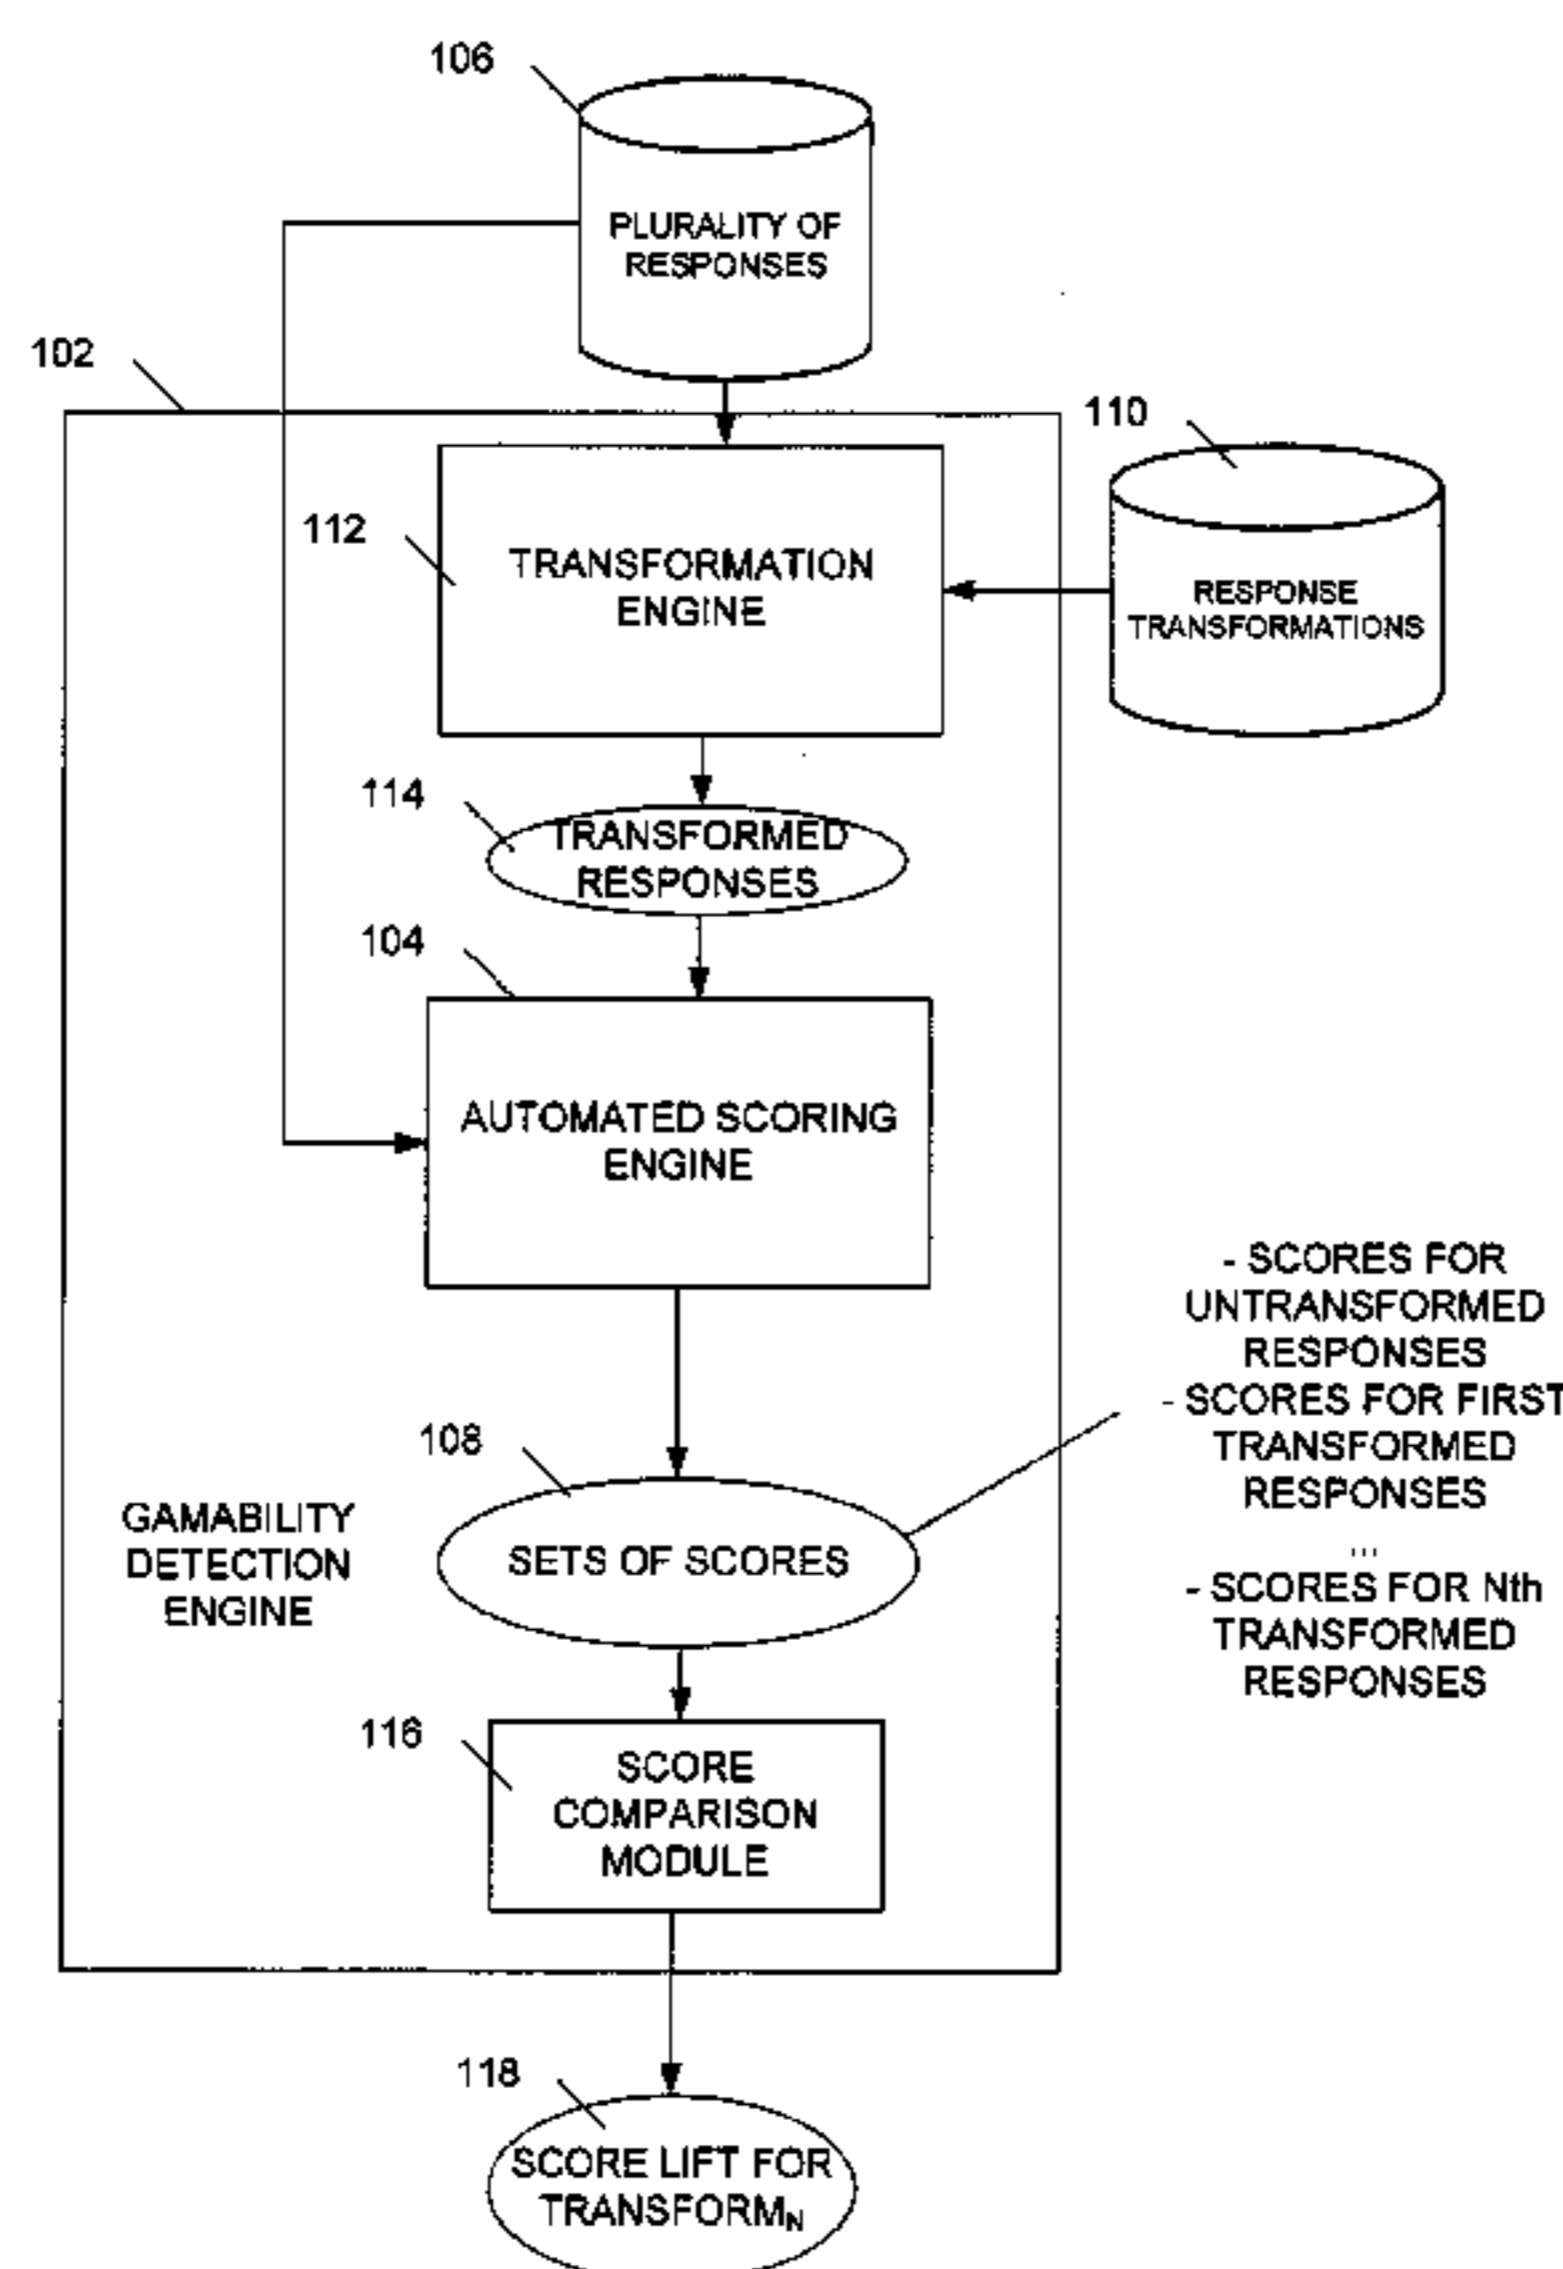 106
PLURALITY OF
RESPONSES
102
110
112
TRANSFORMATION
ENGINE
RESPONSE
TRANSFORMATIONS
114
TRANSFORMED
RESPONSES
104
AUTOMATED SCORING
ENGINE
- SCORES FOR
UNTRANSFORMED
RESPONSES
- SCORES FOR FIRST
TRANSFORMED
RESPONSES
...
- SCORES FOR Nth
TRANSFORMED
RESPONSES
108
SETS OF SCORES
GAMABILITY
DETECTION
ENGINE
116
SCORE
COMPARISON
MODULE
118
SCORE LIFT FOR
TRANSFORMN